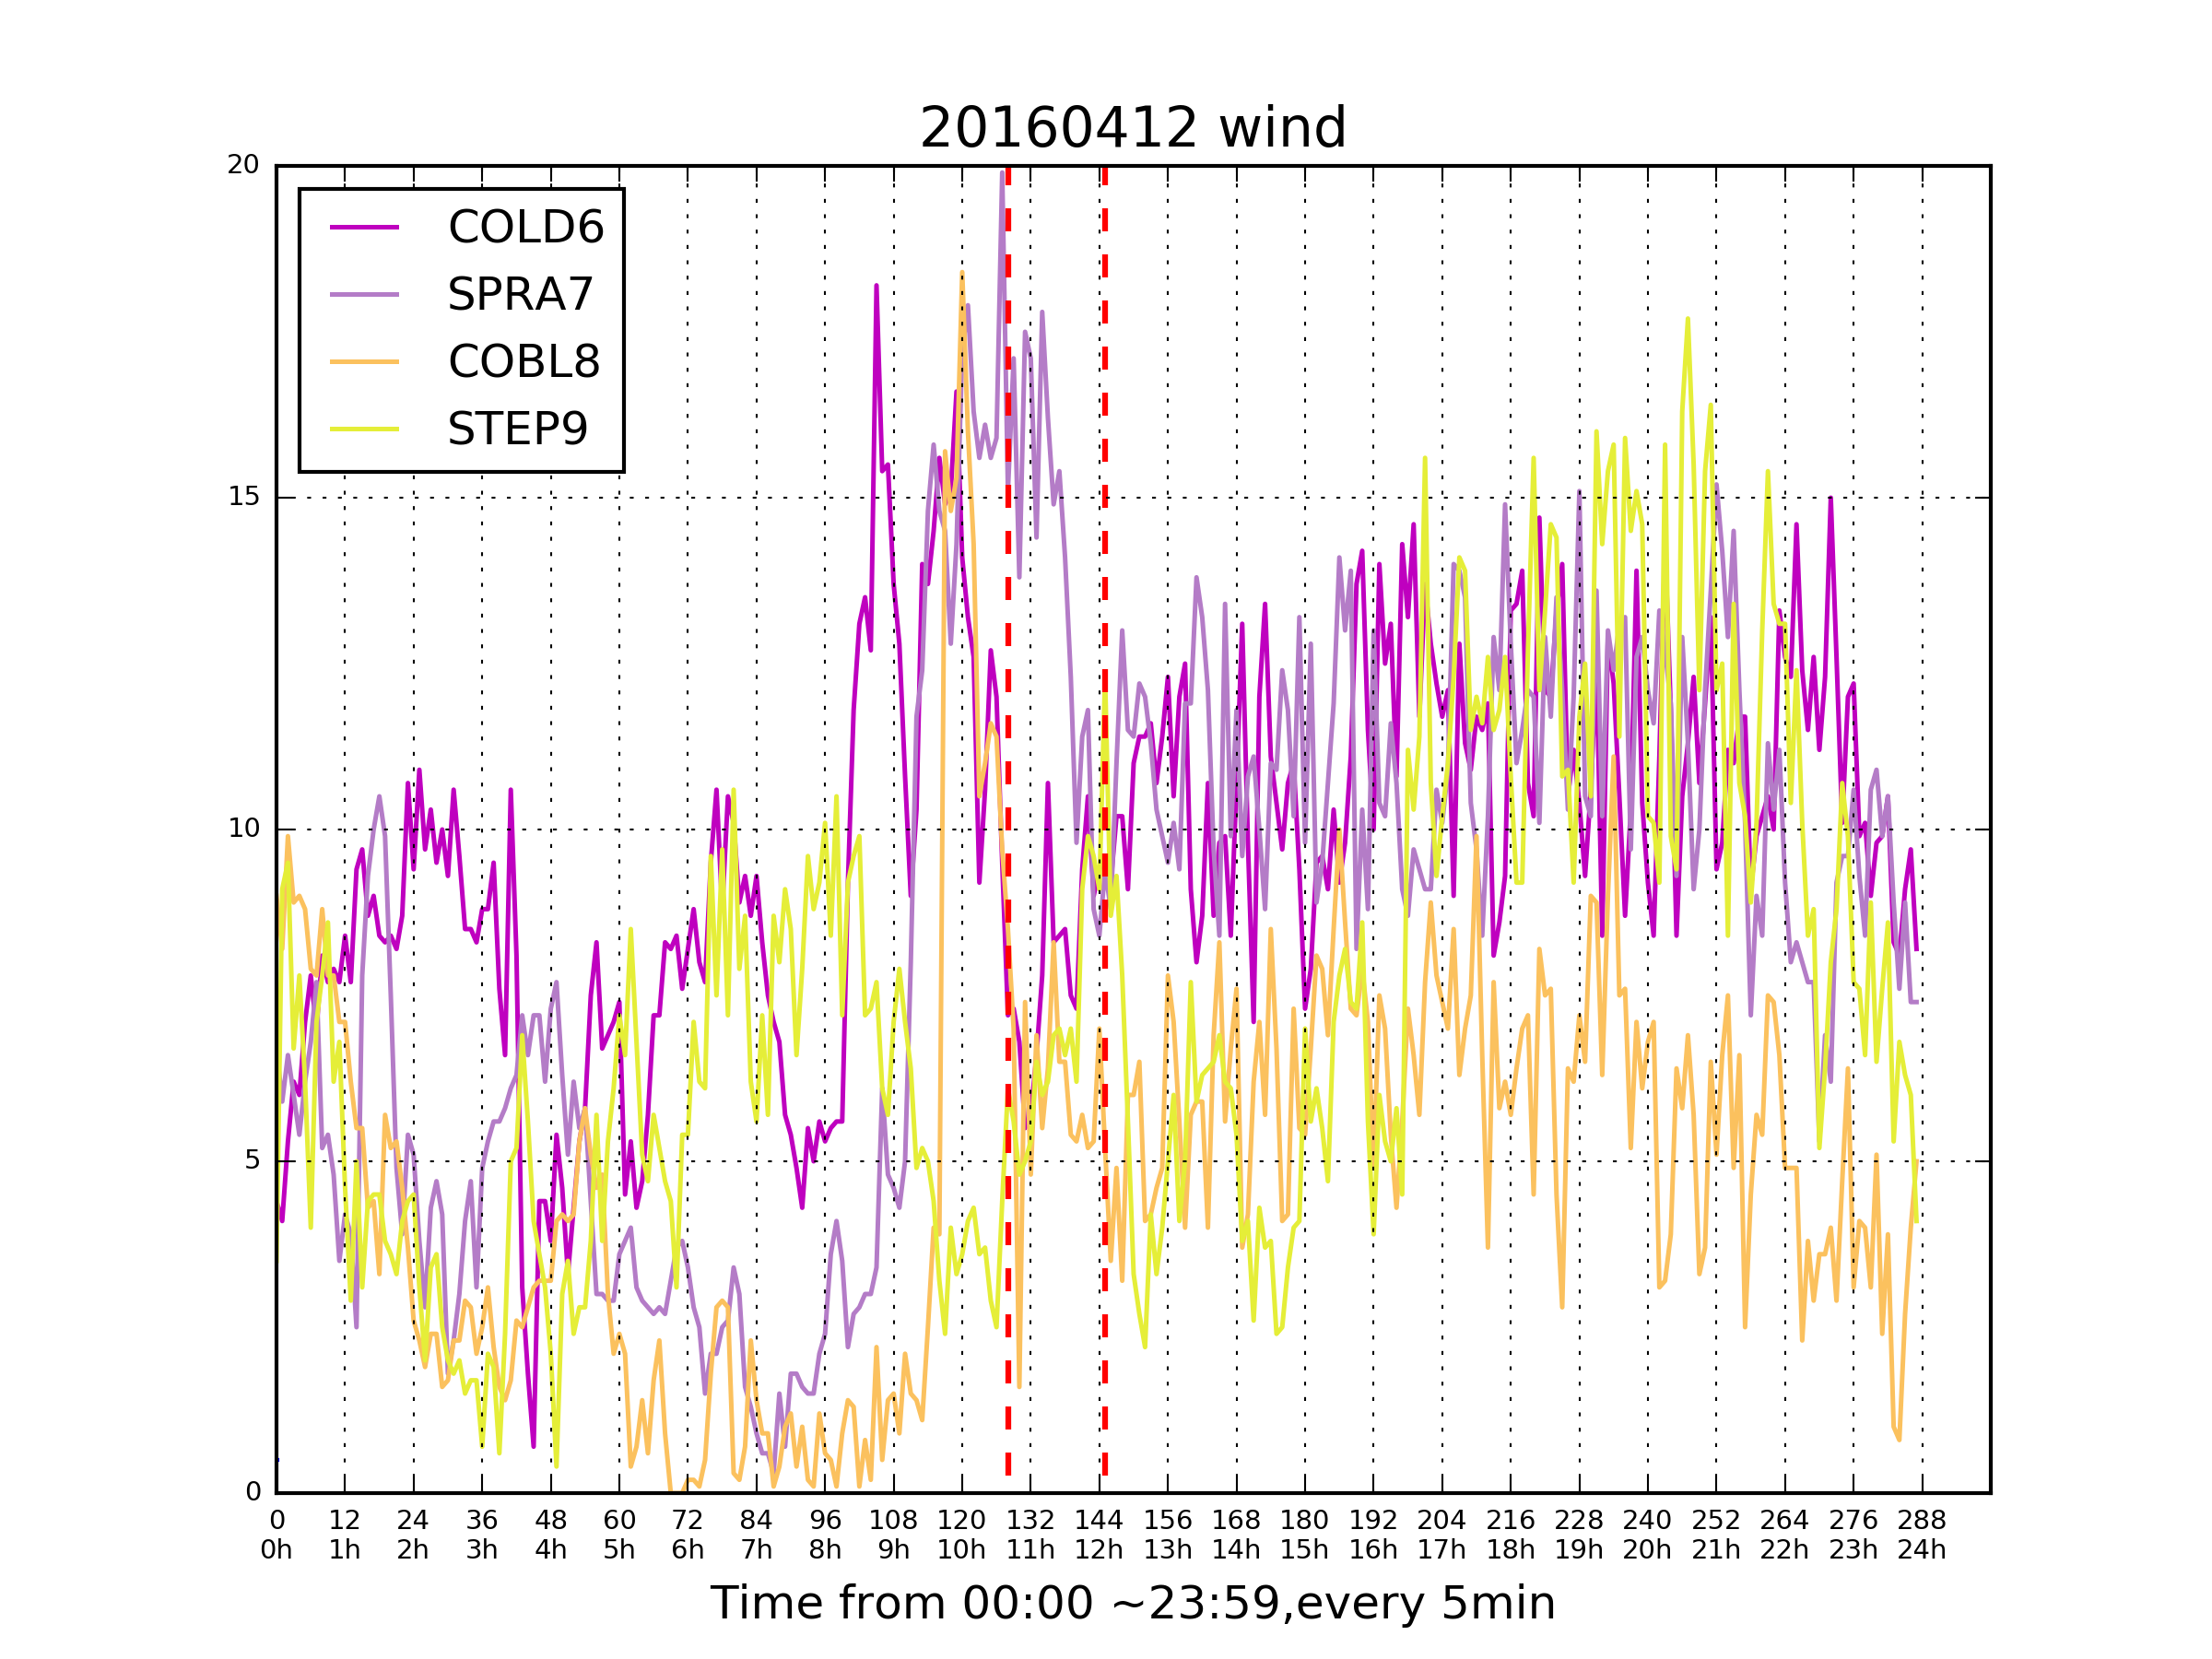 20160412 wind
COLD6
SPRA7
COBL8
STEP9
20
15
10
5
0
0 12 24 36 48 60 72 84 96 108 120 132 144 156 168 180 192 204 216 228 240 252 264 276 288
0h 1h 2h 3h 4h 5h 6h 7h 8h 9h 10h 11h 12h 13h 14h 15h 16h 17h 18h 19h 20h 21h 22h 23h 24h
Time from 00:00 ~23:59,every 5min